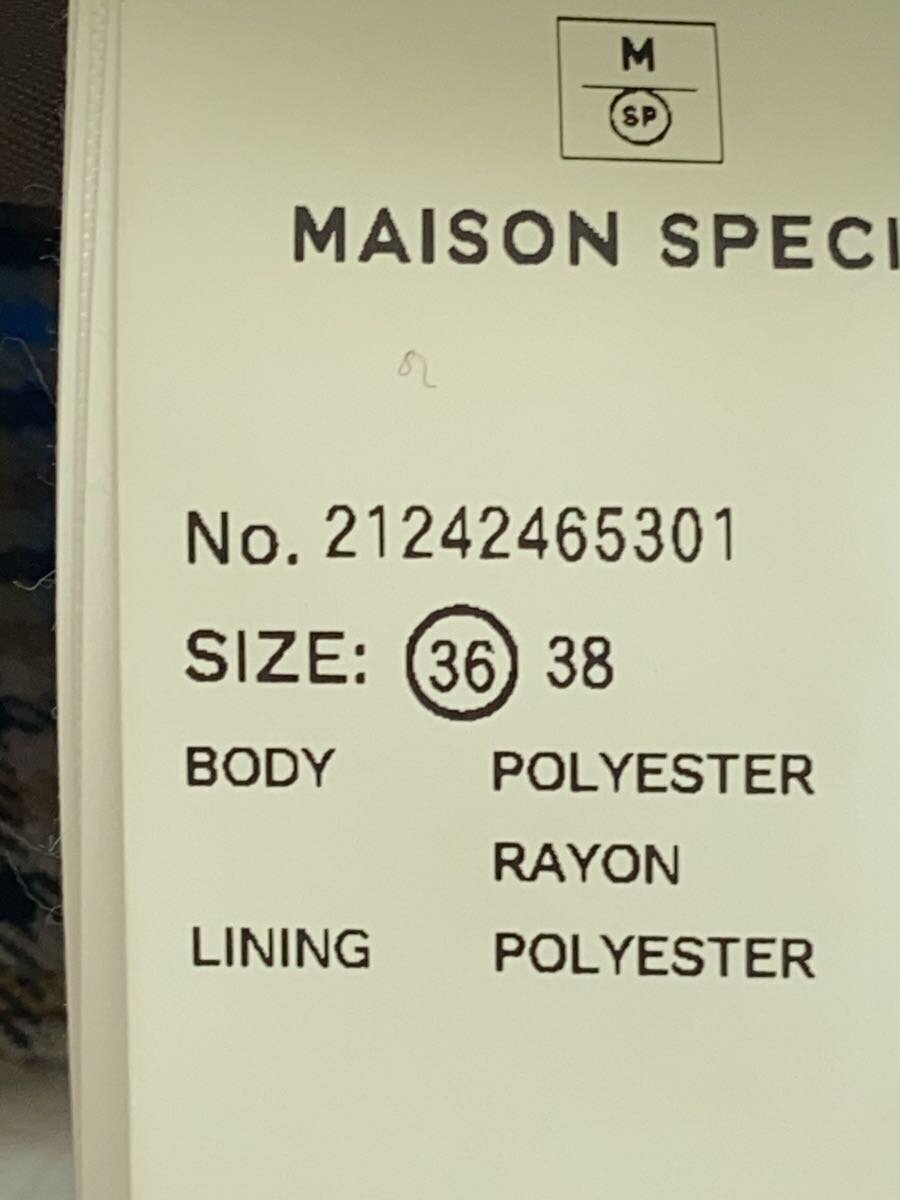 M
SP
MAISON SPECI
No. 21242465301
SIZE: 36 38
BODY POLYESTER
RAYON
LINING POLYESTER